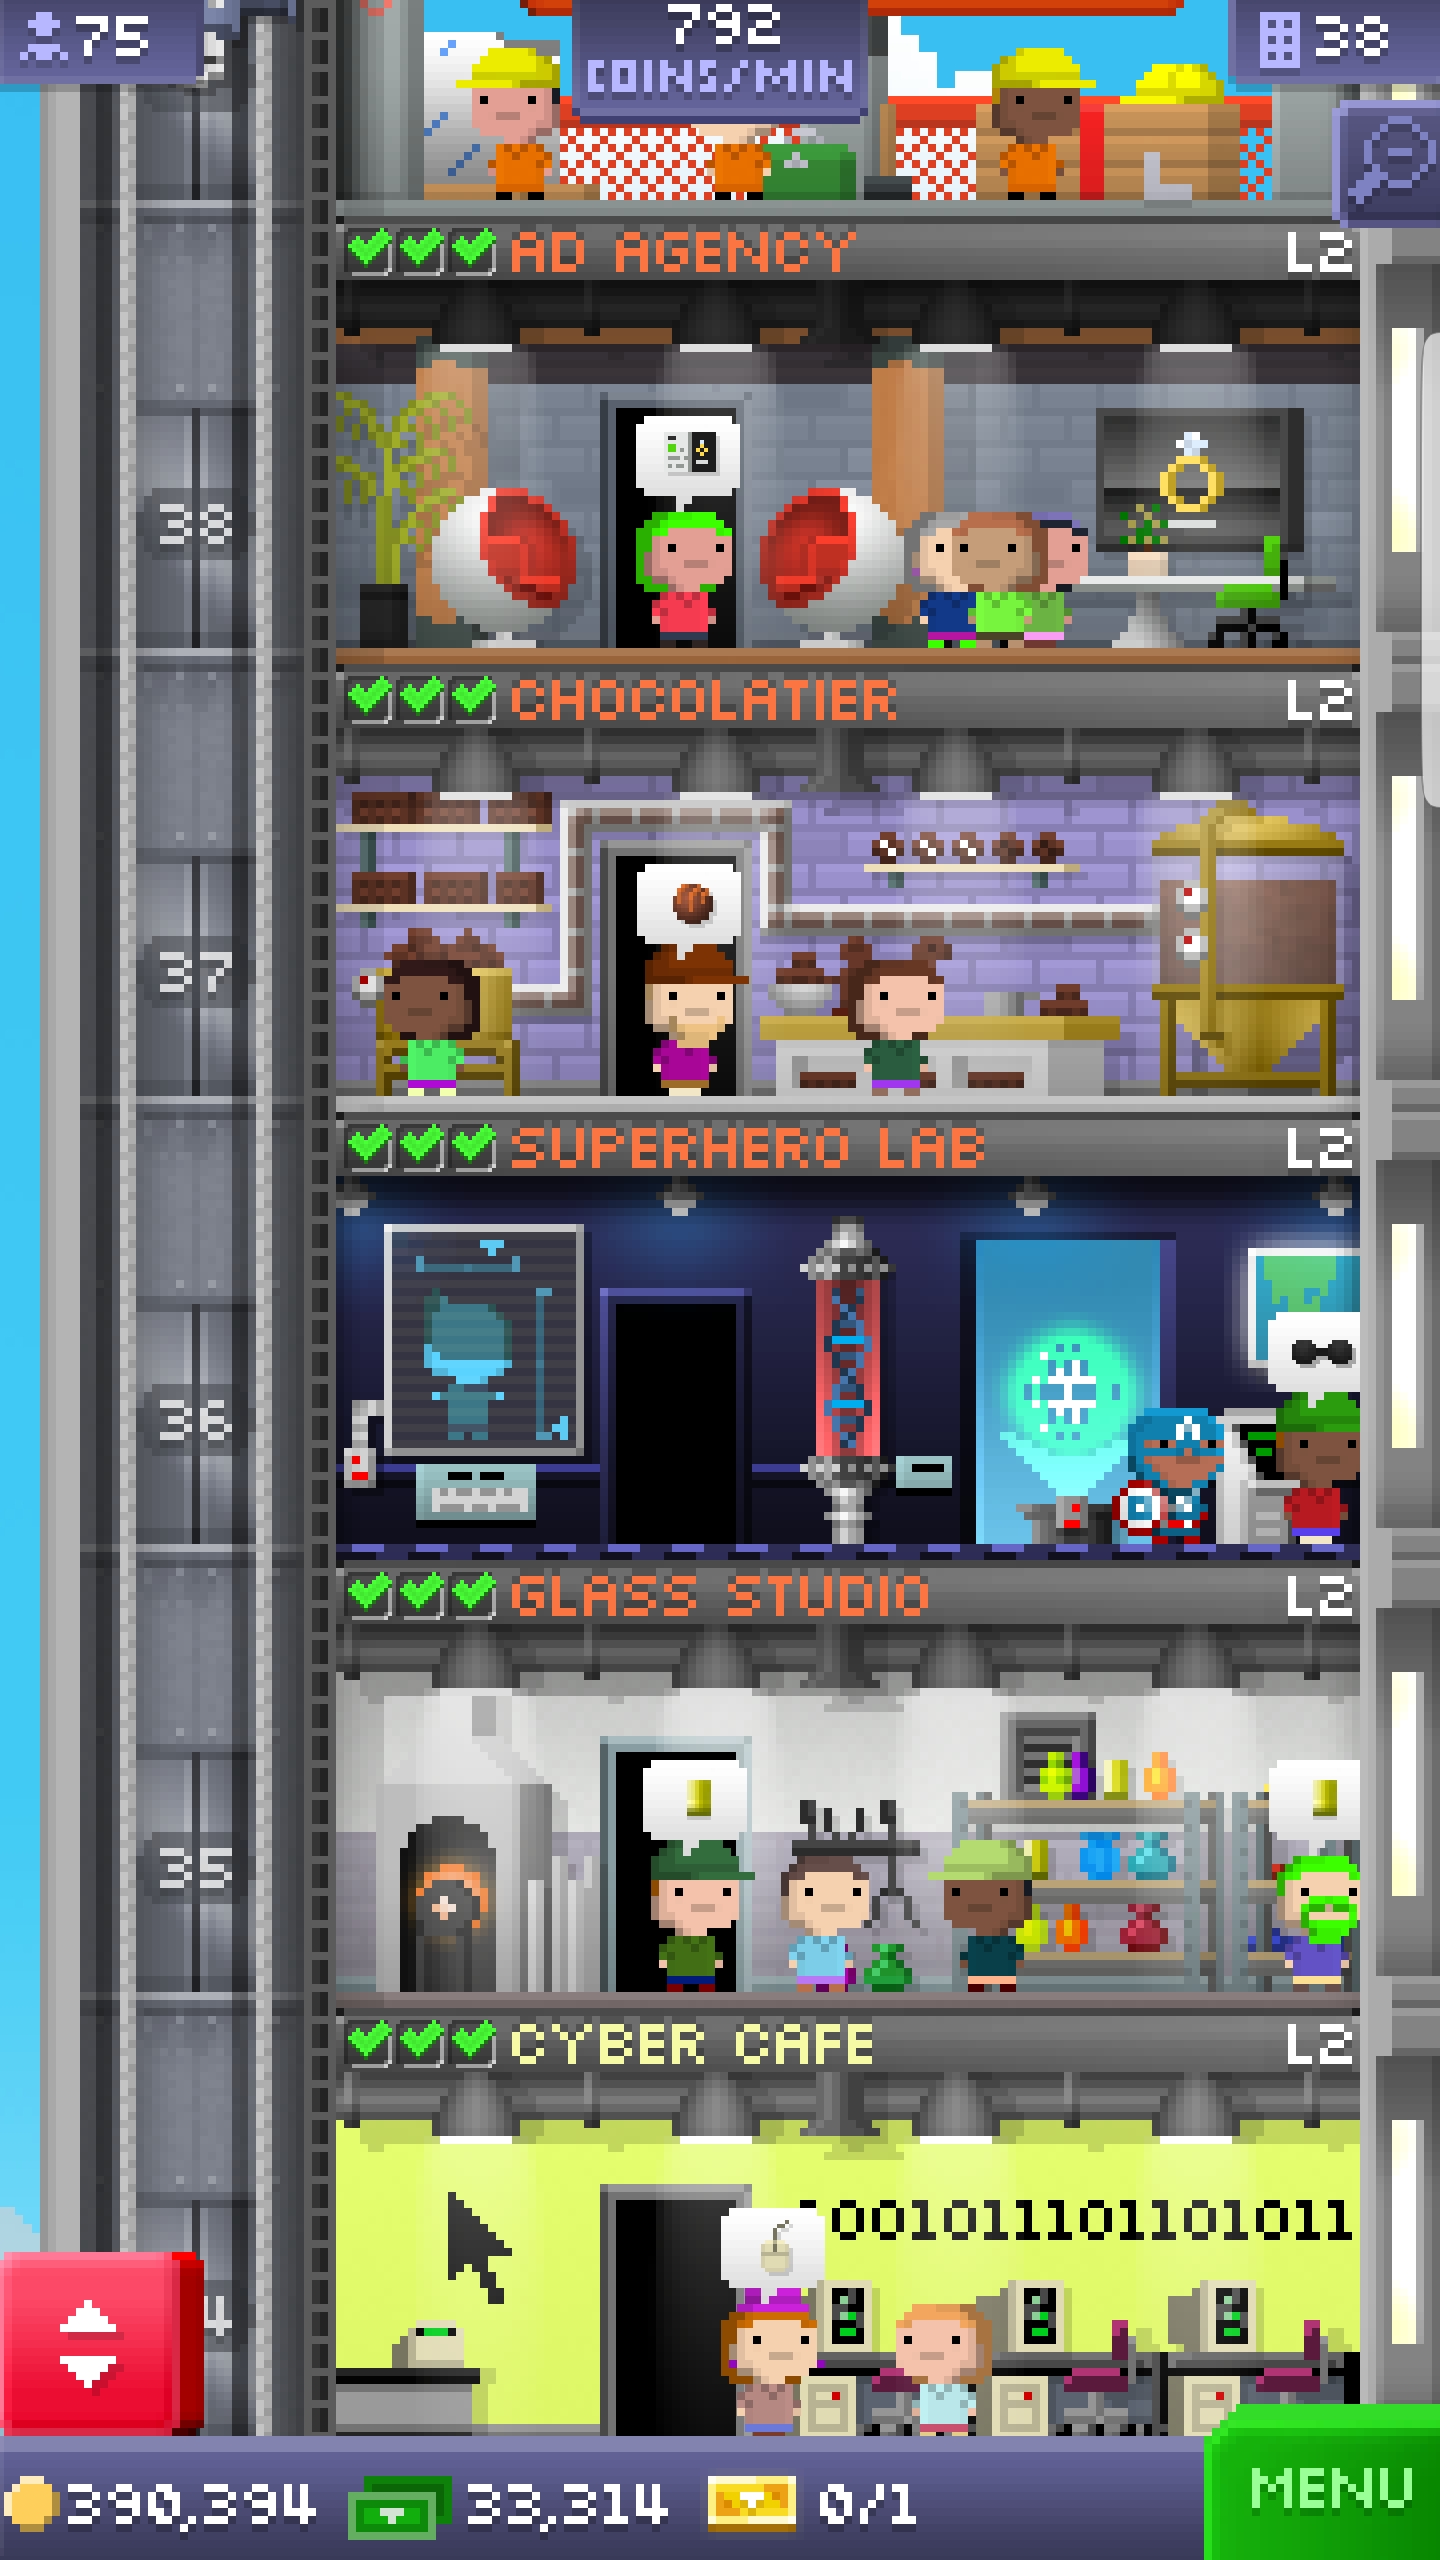 75
792
COINS/MIN
38
AD AGENCY L2
38
CHOCOLATIER L2
37
SUPERHERO LAB L2
36
GLASS STUDIO L2
35
CYBER CAFE L2
001011101101011
4
390,394 33,314 0/1
MENU